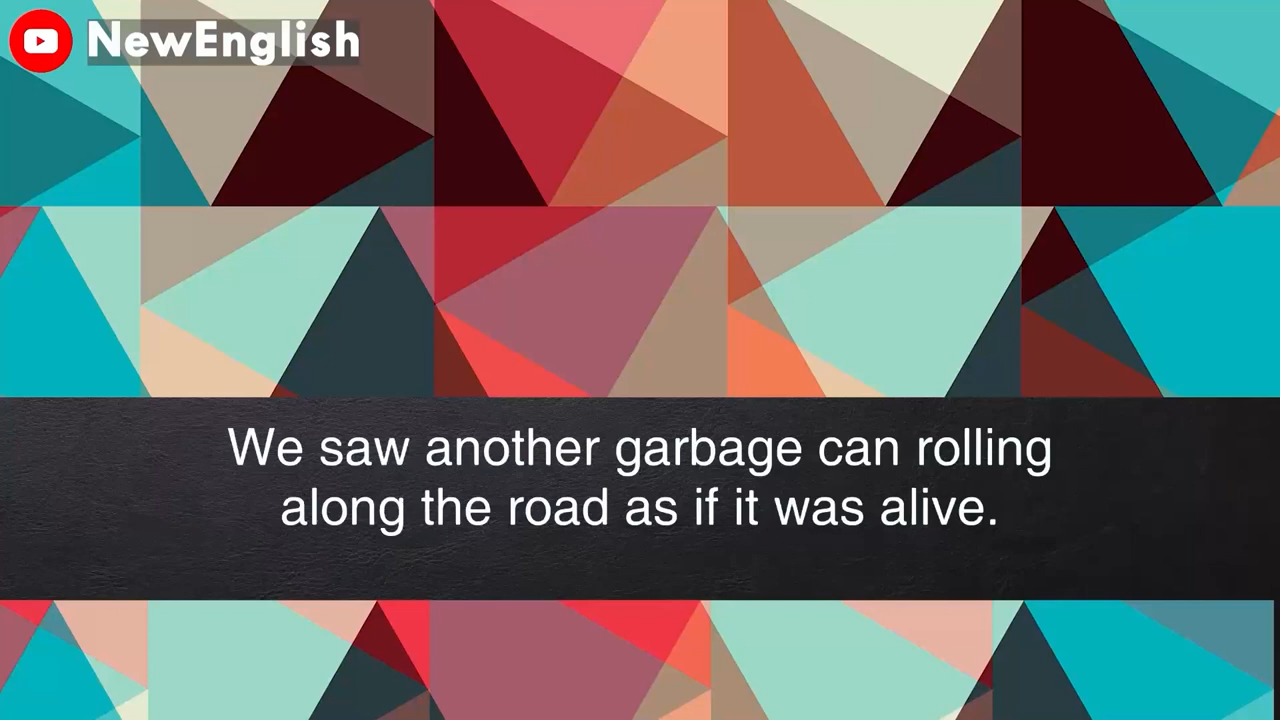 NewEnglish
We saw another garbage can rolling
along the road as if it was alive.